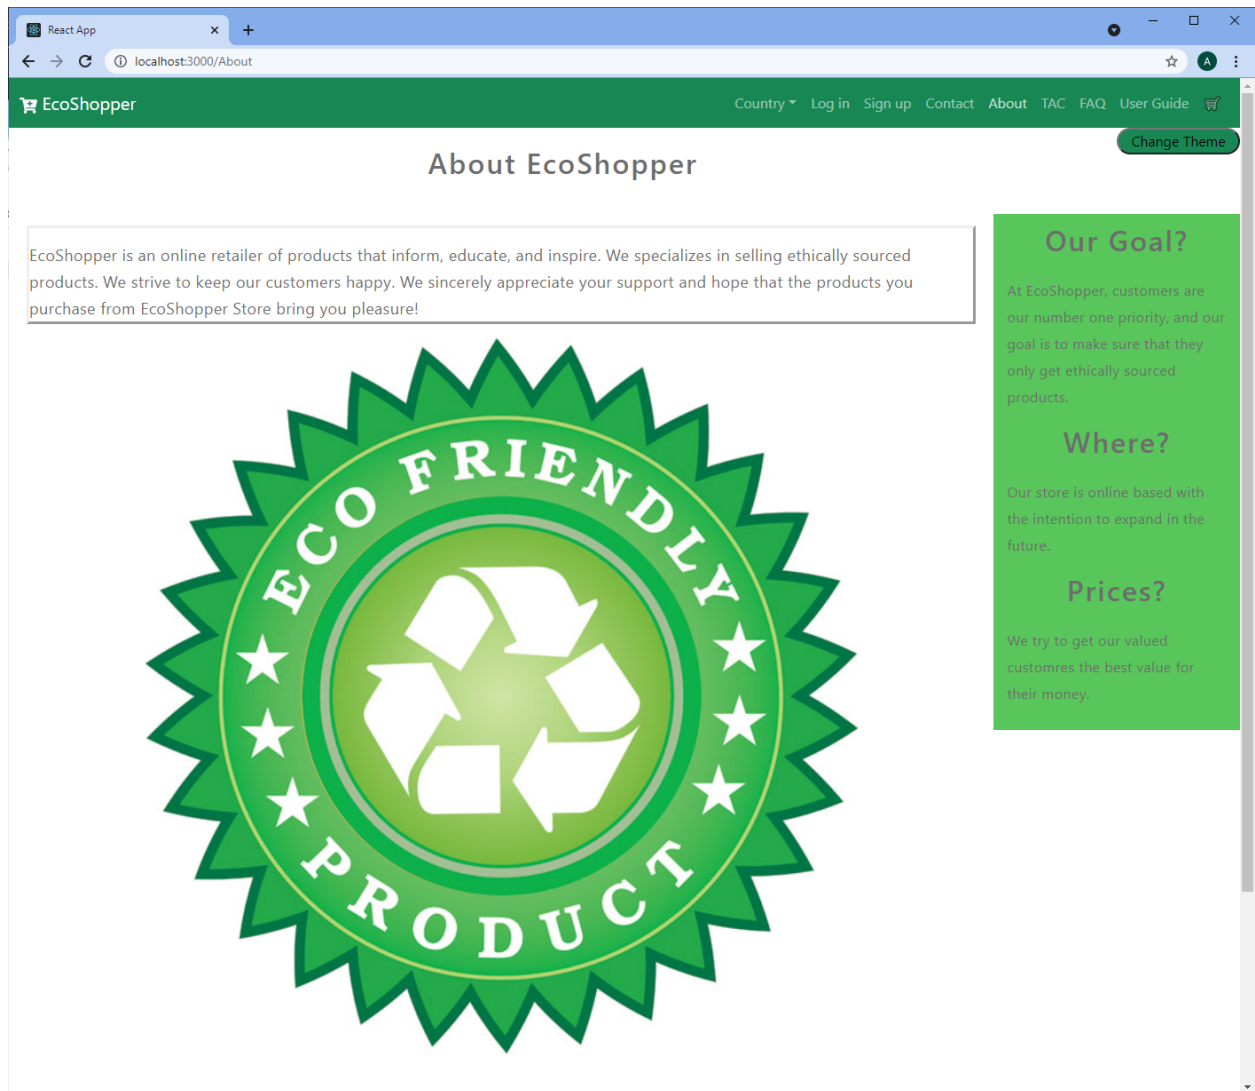 React App
localhost:3000/About
EcoShopper
Country Log in Sign up Contact About TAC FAQ User Guide
Change Theme
About EcoShopper
EcoShopper is an online retailer of products that inform, educate, and inspire. We specializes in selling ethically sourced
products. We strive to keep our customers happy. We sincerely appreciate your support and hope that the products you
purchase from EcoShopper Store bring you pleasure!
ECO FRIENDLY
PRODUCT
Our Goal?
At EcoShopper, customers are
our number one priority, and our
goal is to make sure that they
only get ethically sourced
products.
Where?
Our store is online based with
the intention to expand in the
future.
Prices?
We try to get our valued
customres the best value for
their money.